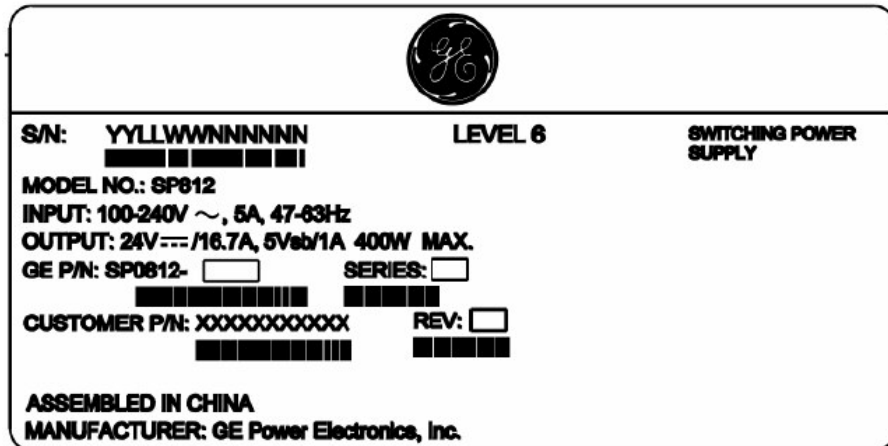 GE
S/N: YYLLWWNNNNNN LEVEL 6 SWITCHING POWER
SUPPLY
MODEL NO.: SP812
INPUT: 100-240V ～, 5A, 47-63Hz
OUTPUT: 24V⎓/16.7A, 5Vsb/1A 400W MAX.
GE P/N: SP0812- SERIES:
CUSTOMER P/N: XXXXXXXXXXX REV:
ASSEMBLED IN CHINA
MANUFACTURER: GE Power Electronics, Inc.